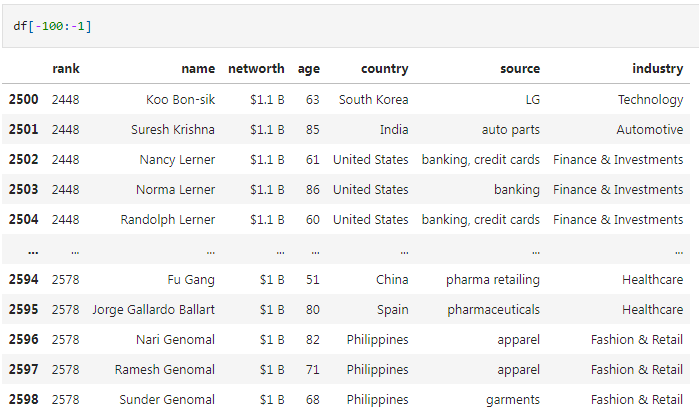 df[-100:-1]
rank name networth age country source industry
2500 2448 Koo Bon-sik $1.1 B 63 South Korea LG Technology
2501 2448 Suresh Krishna $1.1 B 85 India auto parts Automotive
2502 2448 Nancy Lerner $1.1 B 61 United States banking, credit cards Finance & Investments
2503 2448 Norma Lerner $1.1 B 86 United States banking Finance & Investments
2504 2448 Randolph Lerner $1.1 B 60 United States banking, credit cards Finance & Investments
... ... ... ... ... ... ... ...
2594 2578 Fu Gang $1 B 51 China pharma retailing Healthcare
2595 2578 Jorge Gallardo Ballart $1 B 80 Spain pharmaceuticals Healthcare
2596 2578 Nari Genomal $1 B 82 Philippines apparel Fashion & Retail
2597 2578 Ramesh Genomal $1 B 71 Philippines apparel Fashion & Retail
2598 2578 Sunder Genomal $1 B 68 Philippines garments Fashion & Retail